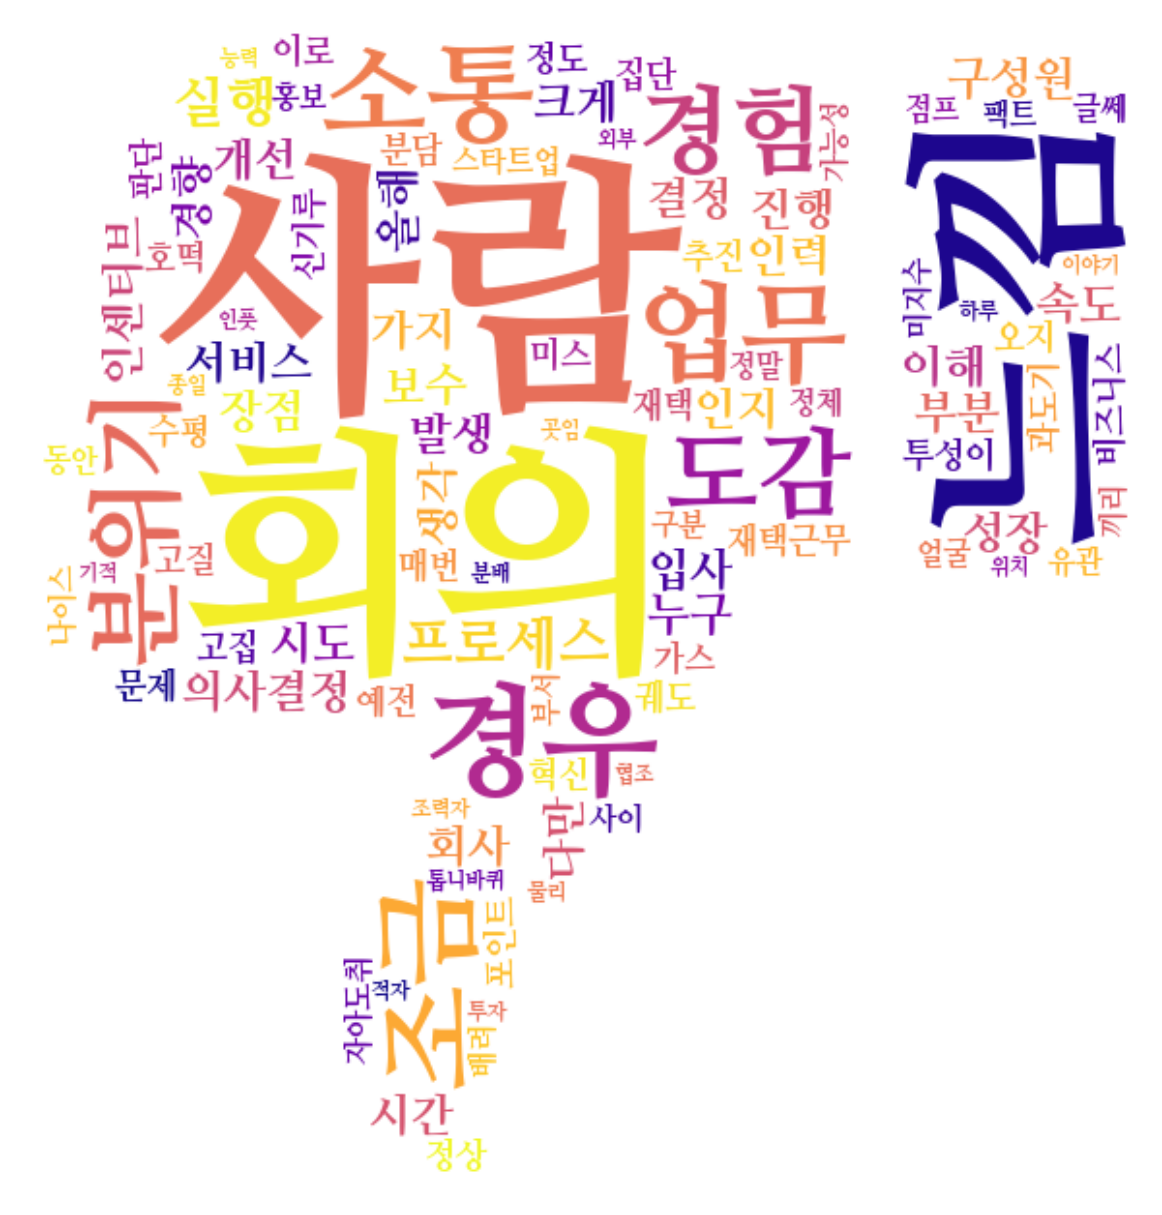 능력
이로
소통
정도
집단
실행
홍보
크게
경험
가능성
외부
판단
경향
개선
분담
스타트업
올해
신기루
호떡
인센티브
사람
결정
진행
추진
인력
업무
인풋
서비스
가지
미스
정말
종일
장점
보수
재택
인지
정체
수평
발생
곳임
도감
동안
분위기
회의
생각
구분
재택근무
고질
매번
분배
입사
기적
나이스
누구
고집
시도
프로세스
가스
문제
의사결정
예전
부서
궤도
경우
혁신
협조
조력자
다만
사이
회사
톱니바퀴
물리
조금
포인트
자아도취
적자
투자
배려
시간
정상
구성원
점프
팩트
글쎄
느낌
이야기
미지수
하루
속도
오지
이해
과도기
비즈니스
부분
투성이
끼리
성장
얼굴
위치
유관